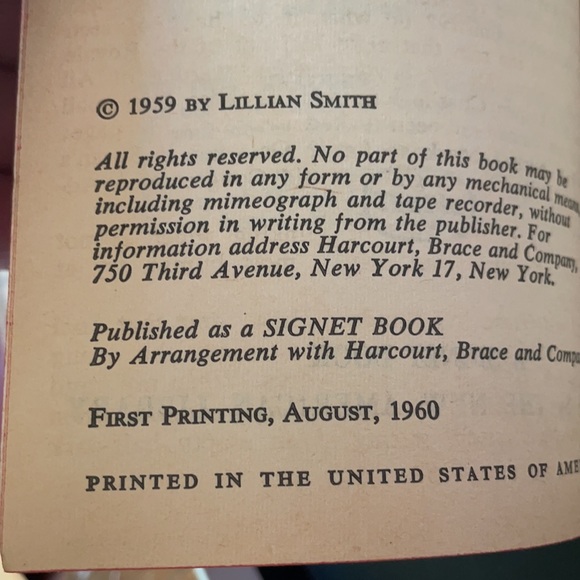 © 1959 BY LILLIAN SMITH
All rights reserved. No part of this book may be
reproduced in any form or by any mechanical means,
including mimeograph and tape recorder, without
permission in writing from the publisher. For
information address Harcourt, Brace and Company,
750 Third Avenue, New York 17, New York.
Published as a SIGNET BOOK
By Arrangement with Harcourt, Brace and Compa
FIRST PRINTING, AUGUST, 1960
PRINTED IN THE UNITED STATES OF AME